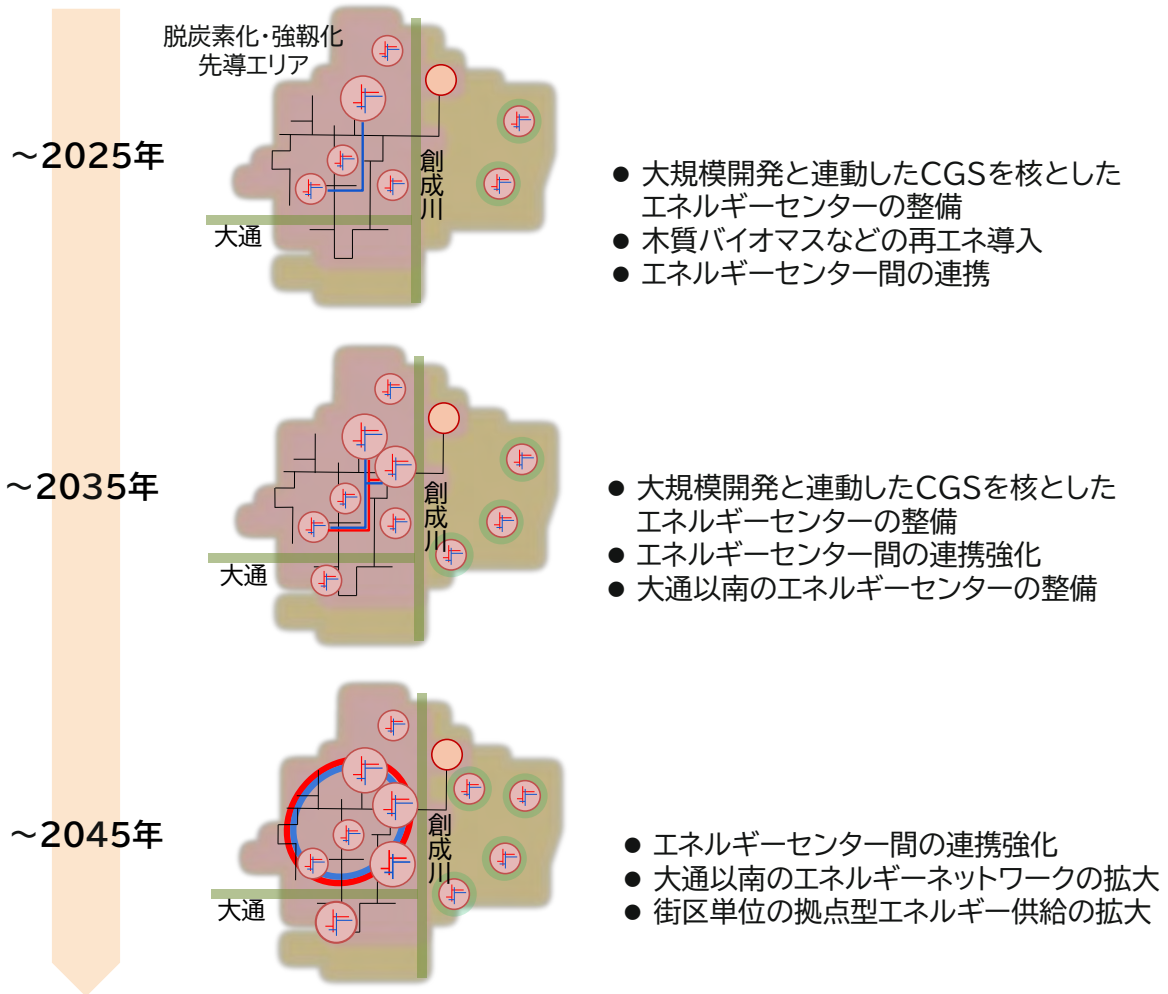 脱炭素化・強靱化
先導エリア
~2025年
創成川
大通
● 大規模開発と連動したCGSを核とした
エネルギーセンターの整備
● 木質バイオマスなどの再エネ導入
● エネルギーセンター間の連携
~2035年
創成川
大通
● 大規模開発と連動したCGSを核とした
エネルギーセンターの整備
● エネルギーセンター間の連携強化
● 大通以南のエネルギーセンターの整備
~2045年
創成川
大通
● エネルギーセンター間の連携強化
● 大通以南のエネルギーネットワークの拡大
● 街区単位の拠点型エネルギー供給の拡大